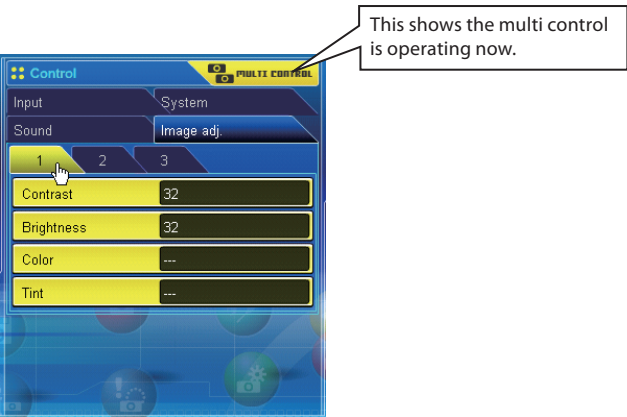 This shows the multi control
is operating now.
Control
MULTI CONTROL
Input System
Sound Image adj.
1 2 3
Contrast 32
Brightness 32
Color ---
Tint ---